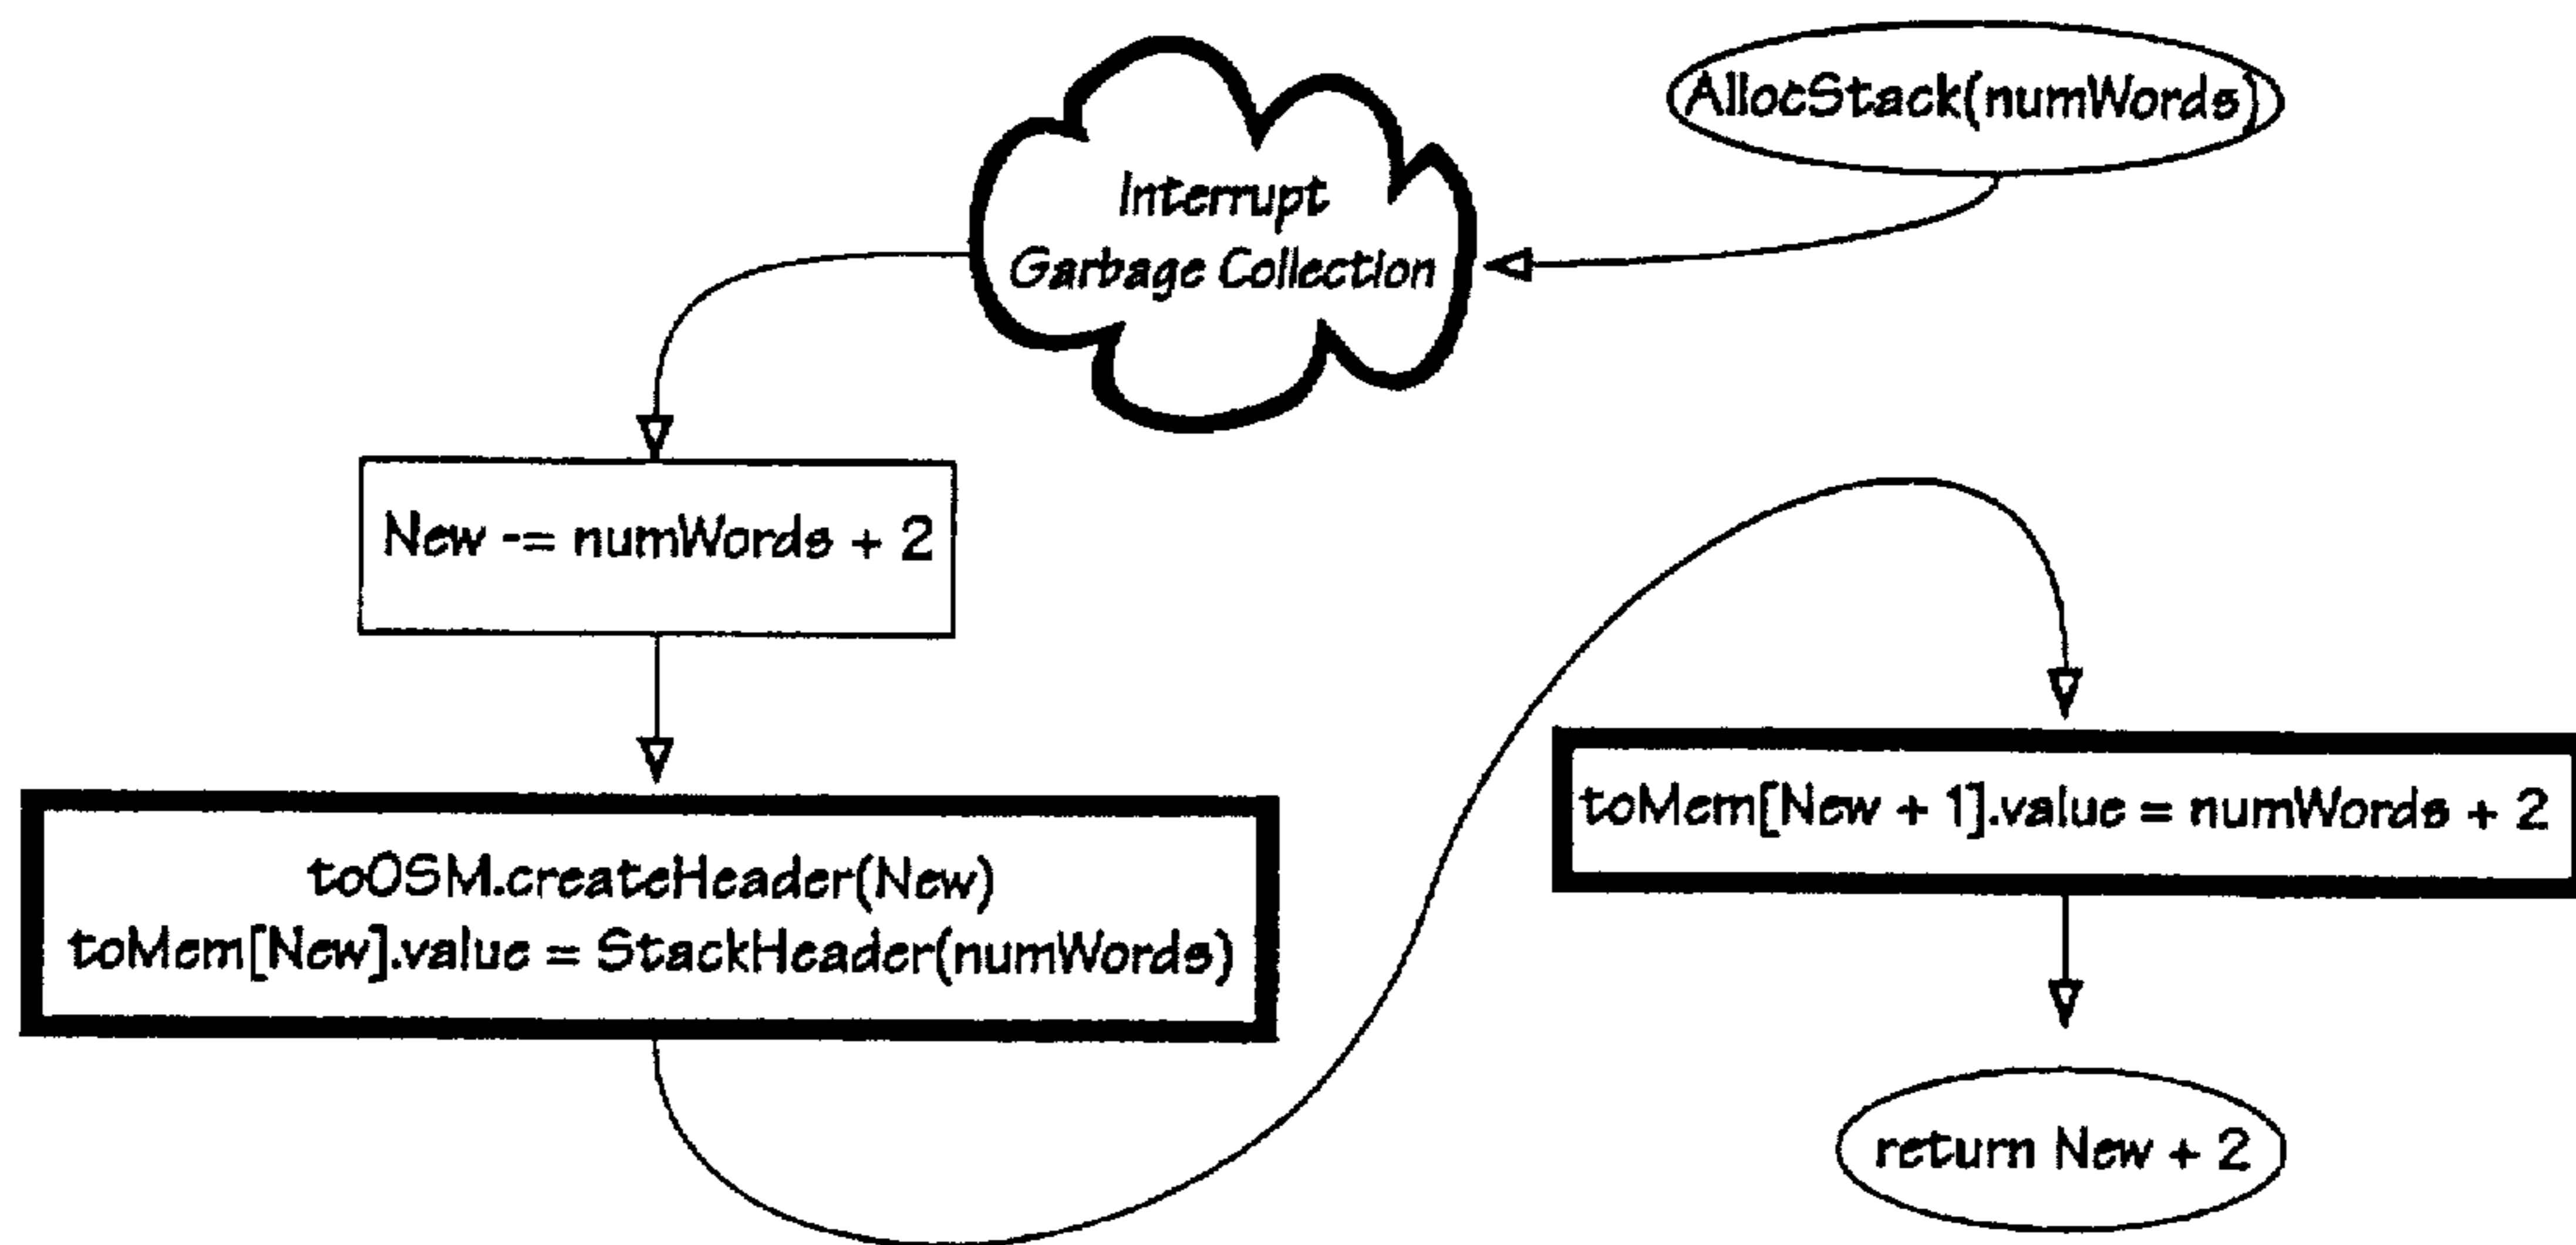 AllocStack(numWords)
Interrupt
Garbage Collection
New -= numWords + 2
toOSM.createHeader(New)
toMem[New].value = StackHeader(numWords)
toMem[New + 1].value = numWords + 2
return New + 2